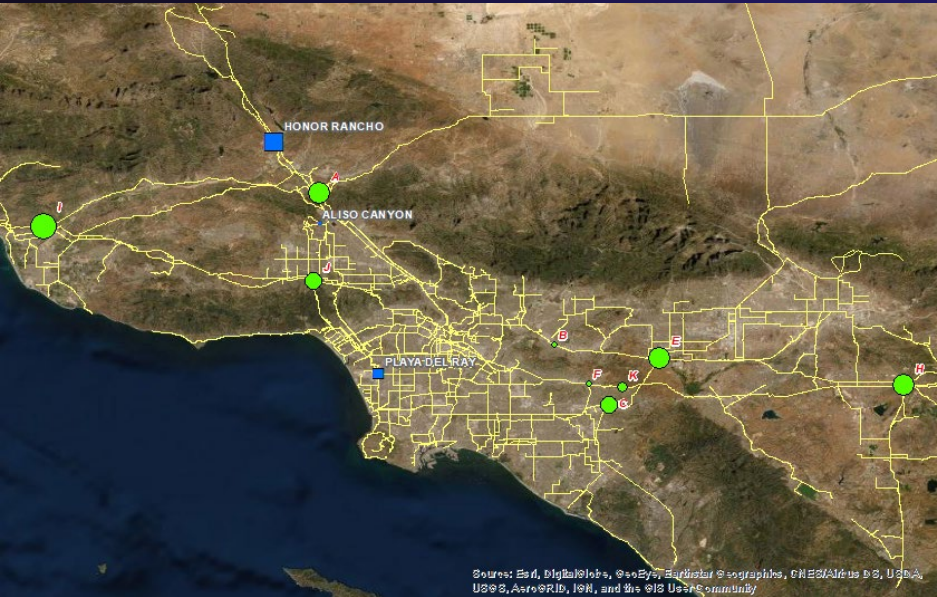 HONOR RANCHO
A
ALISO CANYON
I
J
B
E
PLAYA DEL RAY
F
K
H
G
Source: Esri, DigitalGlobe, GeoEye, Earthstar Geographics, CNES/Airbus DS, USDA,
USGS, AeroGRID, IGN, and the GIS User Community